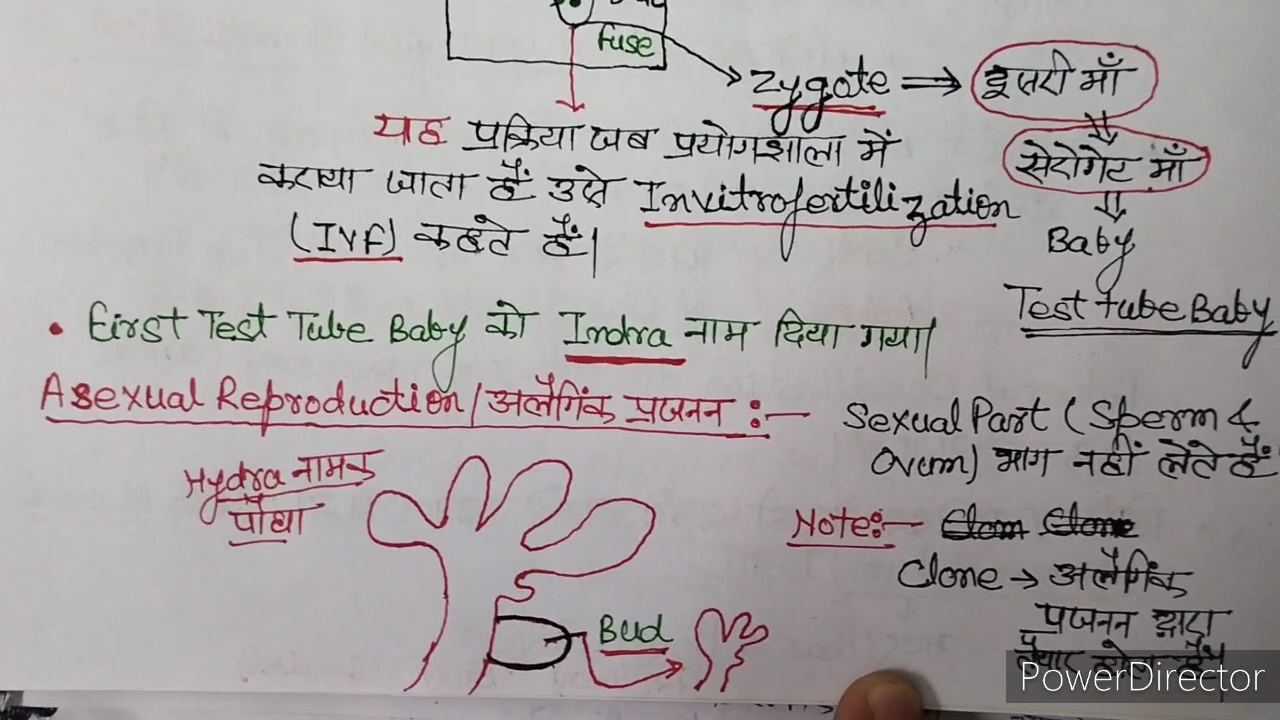 Fuse
Zygote ⇒ दूसरी माँ
यह प्रक्रिया जब प्रयोगशाला में
सेरोगेट माँ
कराया जाता हैं उसे Invitrofertilization
(IVF) कहते हैं।
Baby
Test tube Baby
• First Test Tube Baby को Indra नाम दिया गया।
Asexual Reproduction/अलैगिंक प्रजनन :— Sexual Part (Sperm &
Ovum) भाग नहीं लेते हैं
Hydra नामक
पौधा
Note:—
Clone → अलैगिंक
प्रजनन द्वारा
Bud
तैयार होता है।
PowerDirector